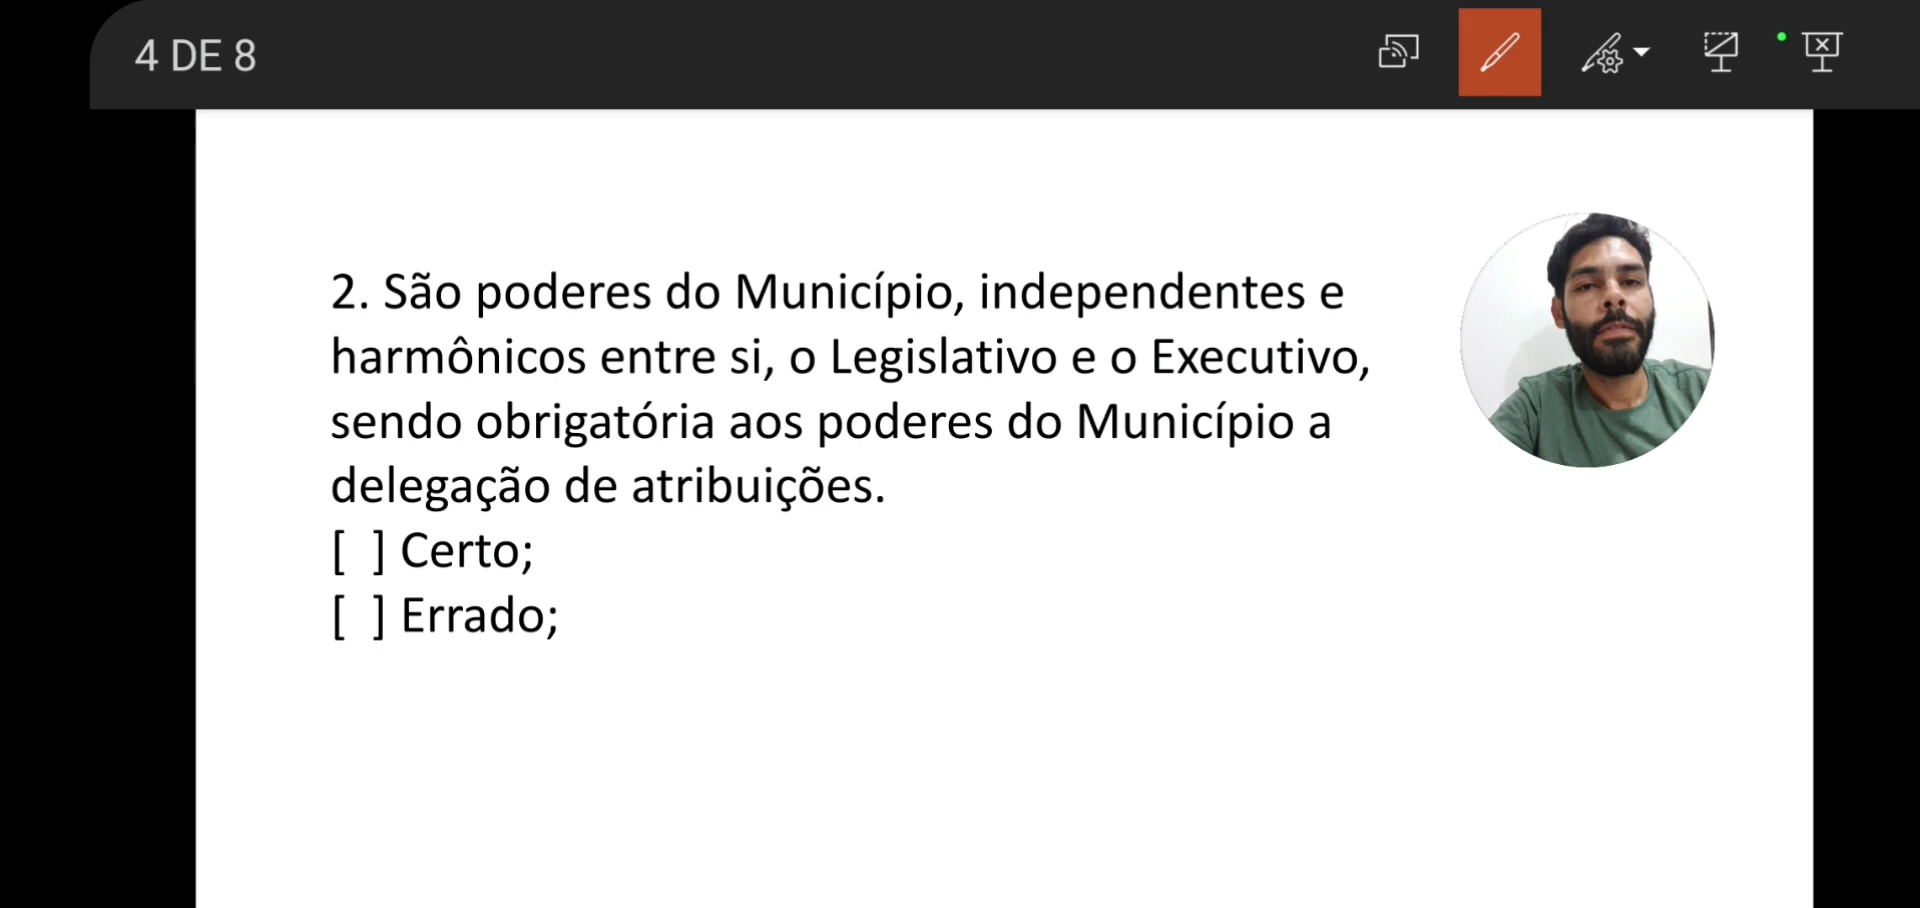 4 DE 8
2. São poderes do Município, independentes e
harmônicos entre si, o Legislativo e o Executivo,
sendo obrigatória aos poderes do Município a
delegação de atribuições.
[ ] Certo;
[ ] Errado;